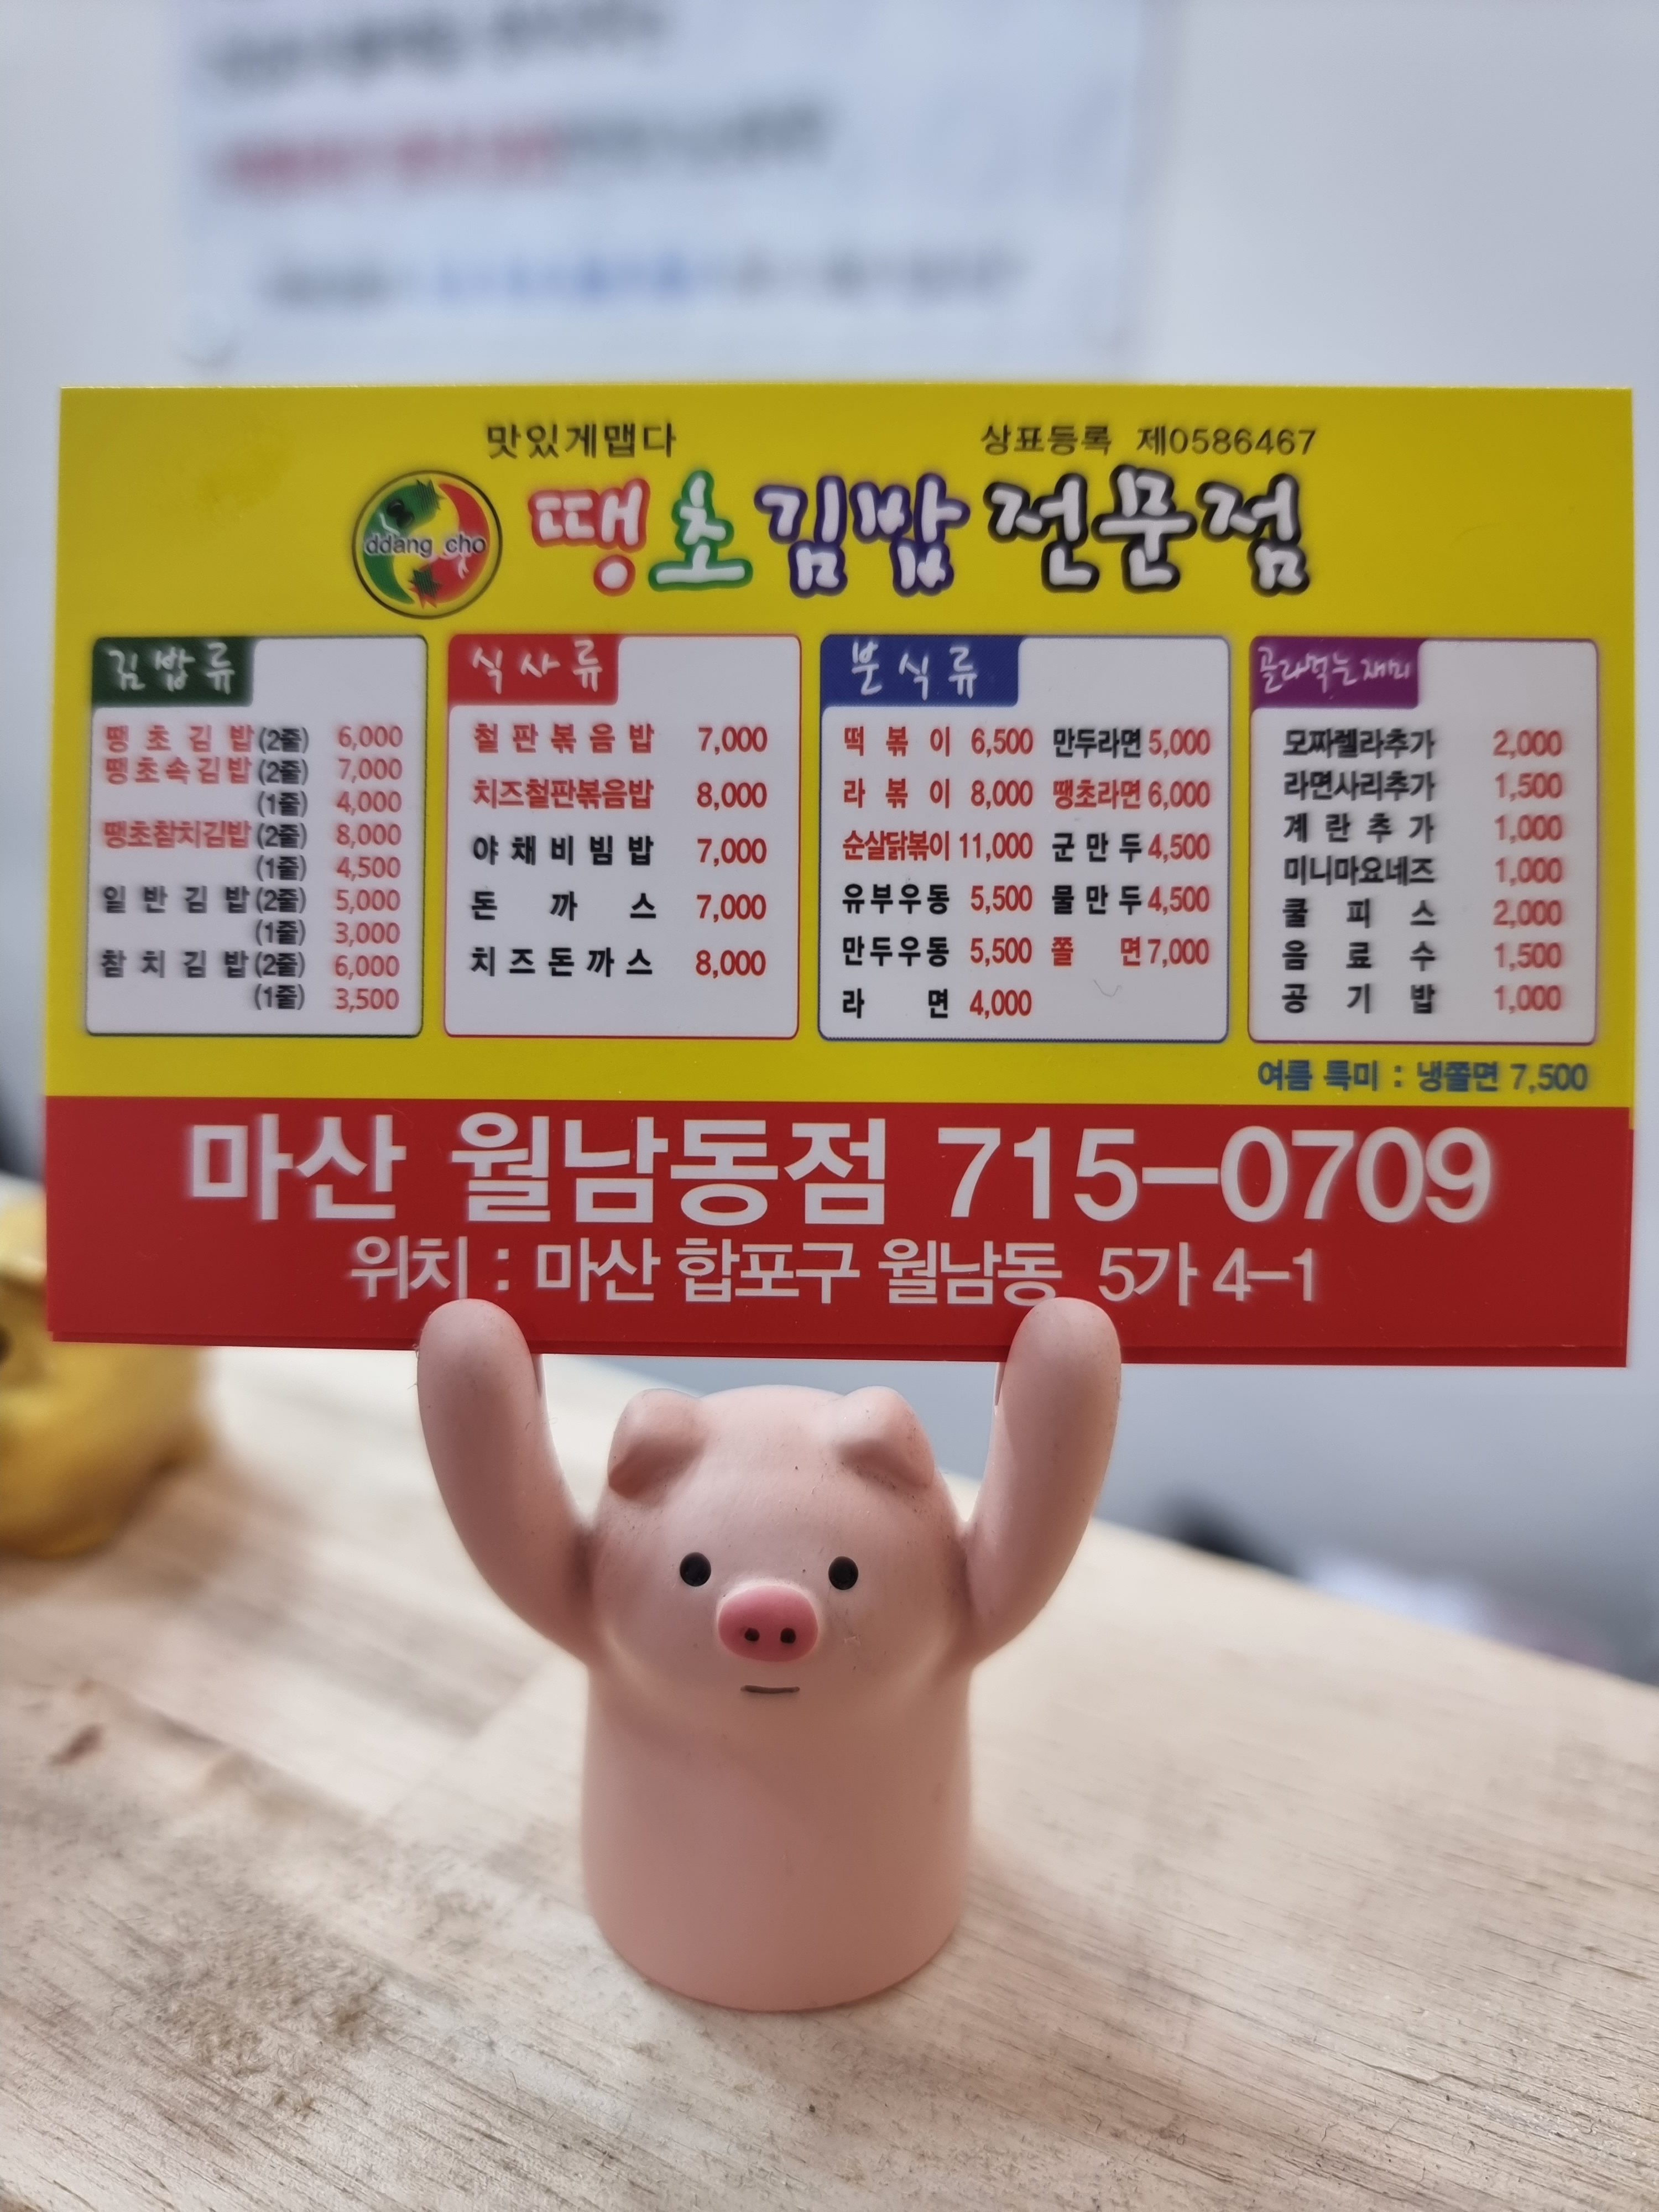 맛있게맵다
상표등록 제0586467
ddang cho
땡초김밥 전문점
김밥류
땡초김밥(2줄) 6,000
땡초속김밥(2줄) 7,000
(1줄) 4,000
땡초참치김밥(2줄) 8,000
(1줄) 4,500
일반김밥(2줄) 5,000
(1줄) 3,000
참치김밥(2줄) 6,000
(1줄) 3,500
식사류
철판볶음밥 7,000
치즈철판볶음밥 8,000
야채비빔밥 7,000
돈까스 7,000
치즈돈까스 8,000
분식류
떡볶이 6,500 만두라면 5,000
라볶이 8,000 땡초라면 6,000
순살닭볶이 11,000 군만두 4,500
유부우동 5,500 물만두 4,500
만두우동 5,500 쫄면 7,000
라면 4,000
골라먹는재미
모짜렐라추가 2,000
라면사리추가 1,500
계란추가 1,000
미니마요네즈 1,000
쿨피스 2,000
음료수 1,500
공기밥 1,000
여름 특미 : 냉쫄면 7,500
마산 월남동점 715-0709
위치 : 마산 합포구 월남동 5가 4-1